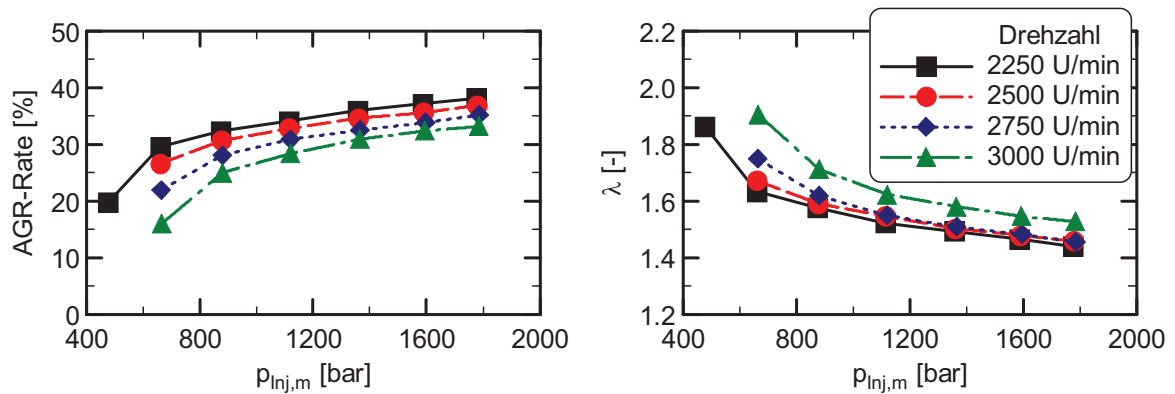 AGR-Rate [%]
50
40
30
20
10
0
400
800
1200
1600
2000
pInj,m [bar]
λ [-]
2.2
2.0
1.8
1.6
1.4
1.2
400
800
1200
1600
2000
pInj,m [bar]
Drehzahl
2250 U/min
2500 U/min
2750 U/min
3000 U/min